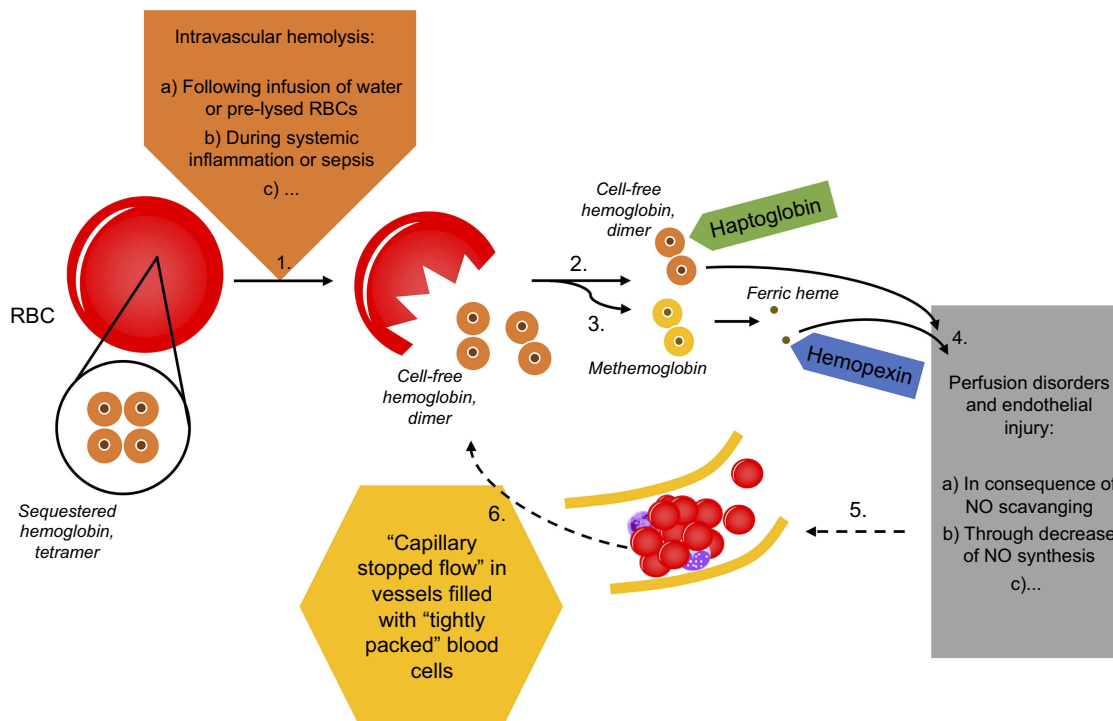 Intravascular hemolysis:
a) Following infusion of water
or pre-lysed RBCs
b) During systemic
inflammation or sepsis
c) ...
1.
RBC
Sequestered
hemoglobin,
tetramer
Cell-free
hemoglobin,
dimer
2.
3.
Cell-free
hemoglobin,
dimer
Haptoglobin
Methemoglobin
Ferric heme
Hemopexin
4.
Perfusion disorders
and endothelial
injury:
a) In consequence of
NO scavanging
b) Through decrease
of NO synthesis
c)...
5.
6.
“Capillary
stopped flow” in
vessels filled
with “tightly
packed” blood
cells